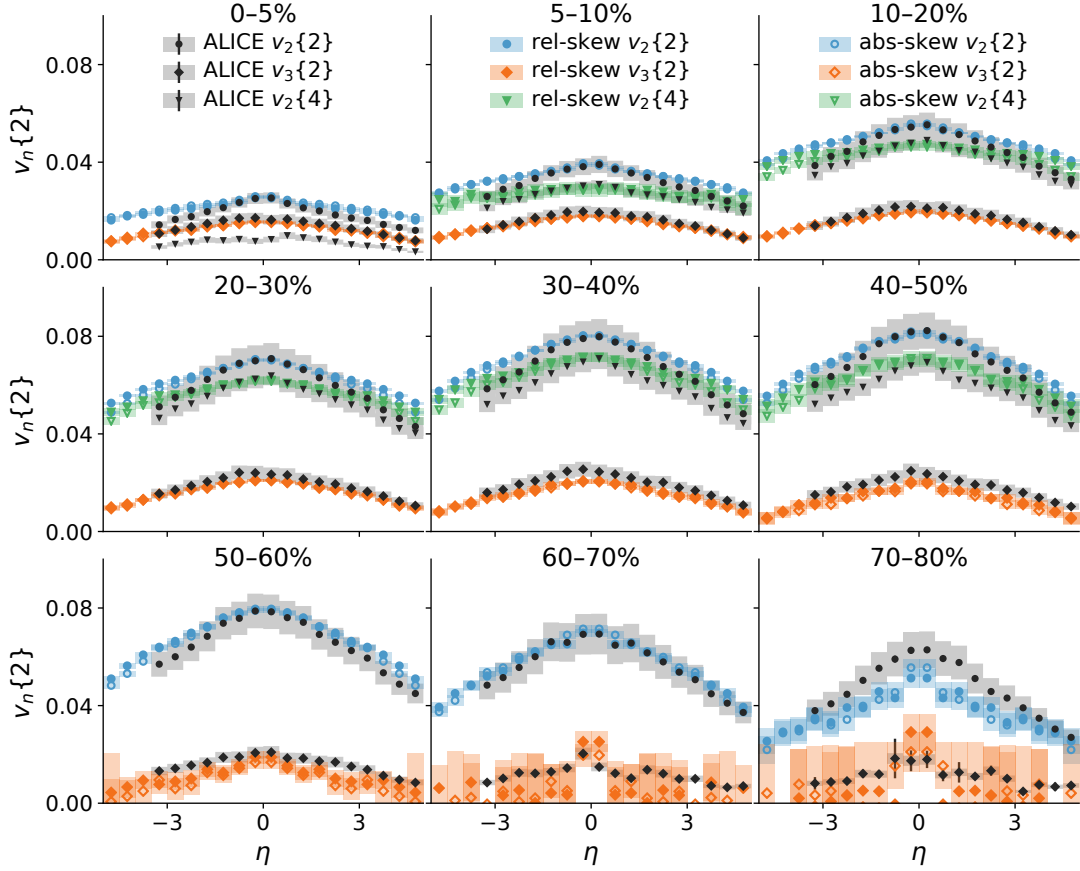 0–5% 5–10% 10–20%
ALICE v₂{2} rel-skew v₂{2} abs-skew v₂{2}
ALICE v₃{2} rel-skew v₃{2} abs-skew v₃{2}
ALICE v₂{4} rel-skew v₂{4} abs-skew v₂{4}
0.08
0.04
0.00
vₙ{2}
20–30% 30–40% 40–50%
0.08
0.04
0.00
vₙ{2}
50–60% 60–70% 70–80%
0.08
0.04
0.00
vₙ{2}
−3 0 3 −3 0 3 −3 0 3
η η η